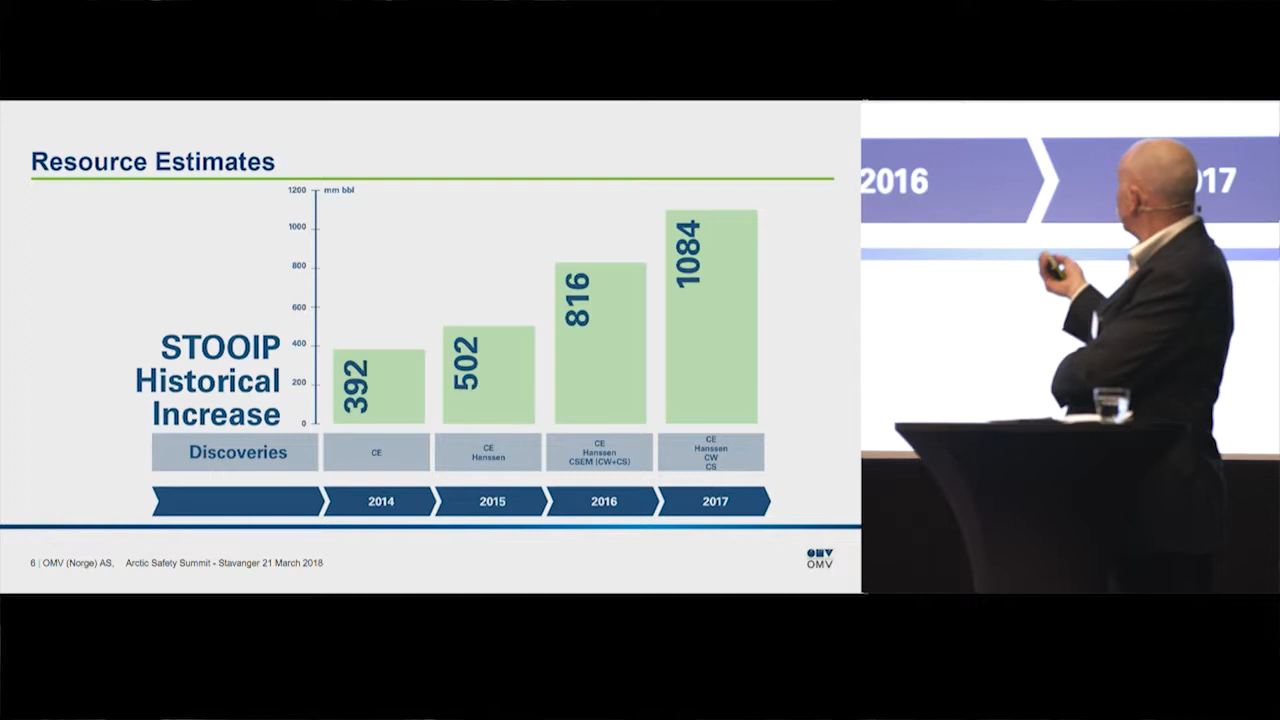 Resource Estimates
1200
mm bbl
1000
800
600
400
200
0
392
502
816
1084
STOOIP
Historical
Increase
Discoveries
CE
CE
Hanssen
CE
Hanssen
CSEM (CW+CS)
CE
Hanssen
CW
CS
2014
2015
2016
2017
6 | OMV (Norge) AS, Arctic Safety Summit - Stavanger 21 March 2018
OMV
OMV
2016
017